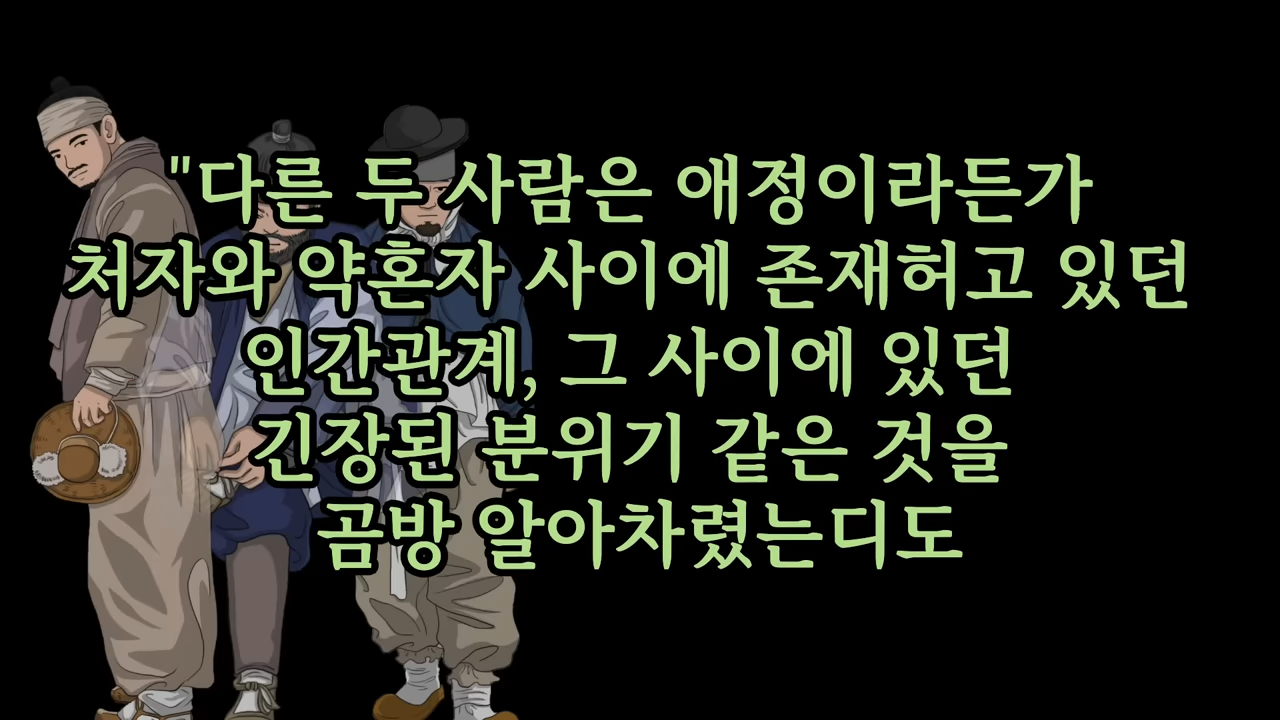 "다른 두 사람은 애정이라든가
처자와 약혼자 사이에 존재허고 있던
인간관계, 그 사이에 있던
긴장된 분위기 같은 것을
곰방 알아차렸는디도